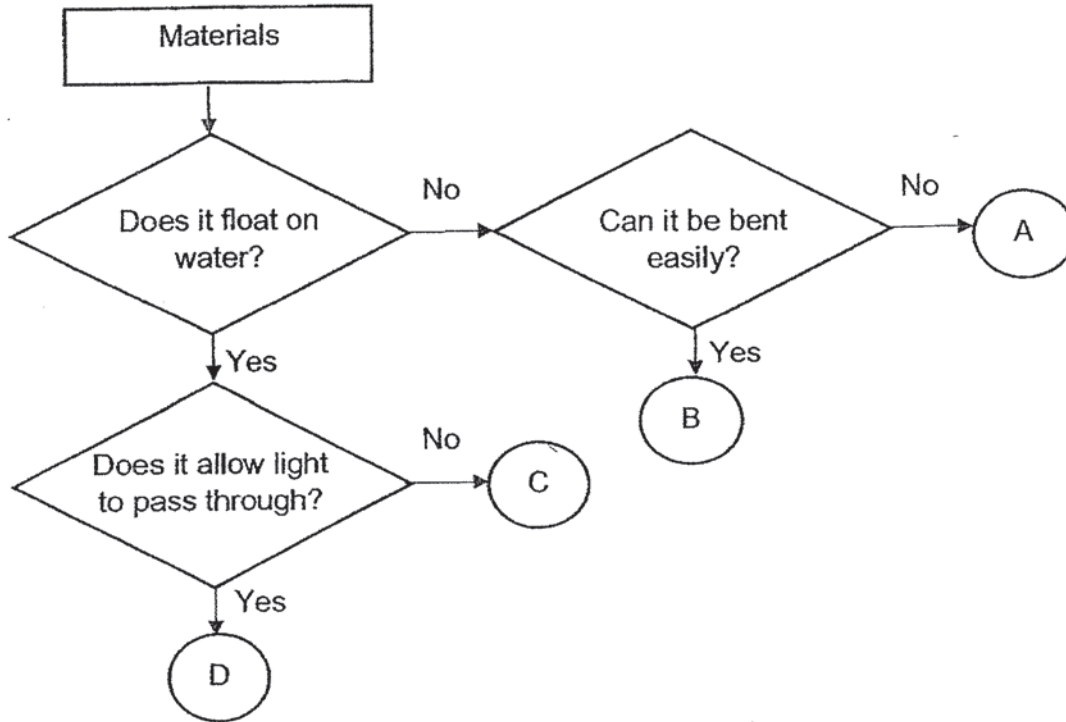 Materials
Does it float on
water?
No
Can it be bent
easily?
No
A
Yes
Yes
B
Does it allow light
to pass through?
No
C
Yes
D